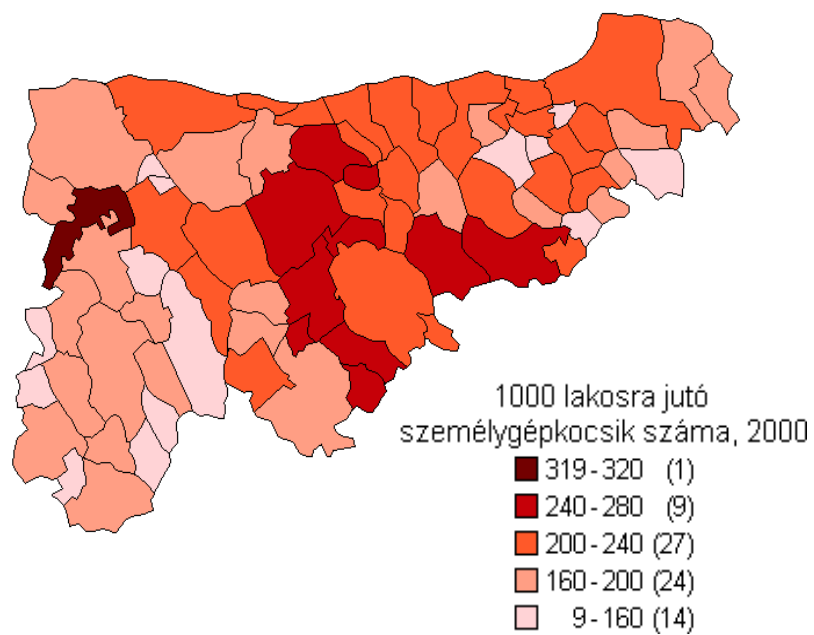 1000 lakosra jutó
személygépkocsik száma, 2000
319-320 (1)
240-280 (9)
200-240 (27)
160-200 (24)
9-160 (14)